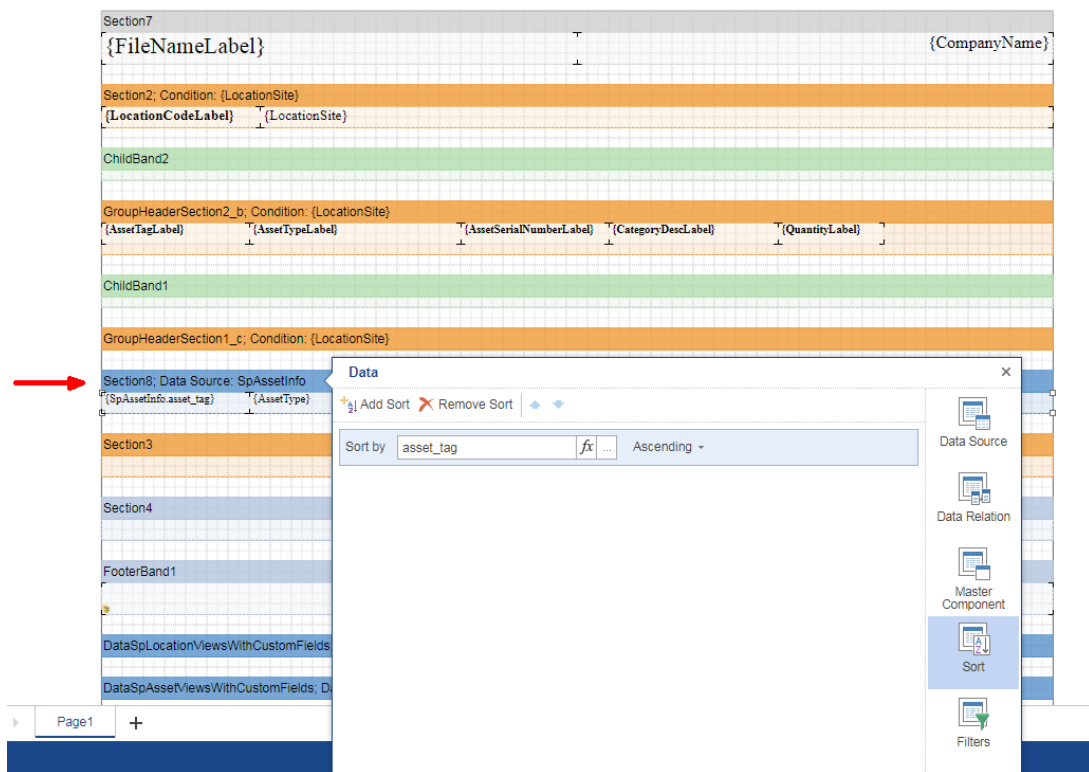 Section7
{FileNameLabel} {CompanyName}
Section2; Condition: {LocationSite}
{LocationCodeLabel} {LocationSite}
ChildBand2
GroupHeaderSection2_b; Condition: {LocationSite}
{AssetTagLabel} {AssetTypeLabel} {AssetSerialNumberLabel} {CategoryDescLabel} {QuantityLabel}
ChildBand1
GroupHeaderSection1_c; Condition: {LocationSite}
Section8; Data Source: SpAssetInfo
{SpAssetInfo.asset_tag} {AssetType}
Section3
Section4
FooterBand1
DataSpLocationViewsWithCustomFields;
DataSpAssetViewsWithCustomFields; D
Data
Add Sort Remove Sort
Sort by asset_tag fx ... Ascending
Data Source
Data Relation
Master
Component
Sort
Filters
Page1 +